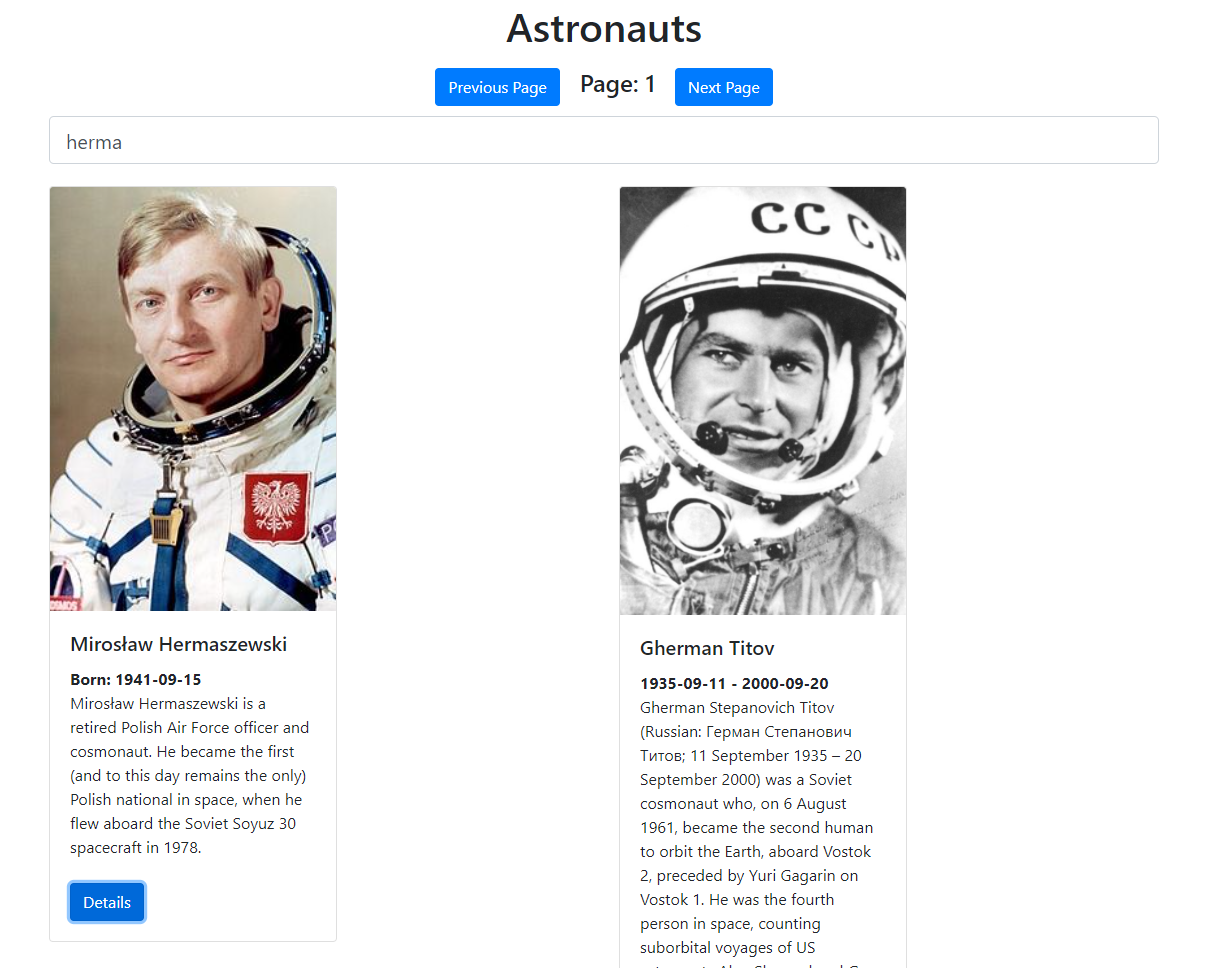 Astronauts
Previous Page Page: 1 Next Page
herma
COSMOS
Mirosław Hermaszewski
Born: 1941-09-15
Mirosław Hermaszewski is a
retired Polish Air Force officer and
cosmonaut. He became the first
(and to this day remains the only)
Polish national in space, when he
flew aboard the Soviet Soyuz 30
spacecraft in 1978.
Details
СС СР
Gherman Titov
1935-09-11 - 2000-09-20
Gherman Stepanovich Titov
(Russian: Герман Степанович
Титов; 11 September 1935 – 20
September 2000) was a Soviet
cosmonaut who, on 6 August
1961, became the second human
to orbit the Earth, aboard Vostok
2, preceded by Yuri Gagarin on
Vostok 1. He was the fourth
person in space, counting
suborbital voyages of US